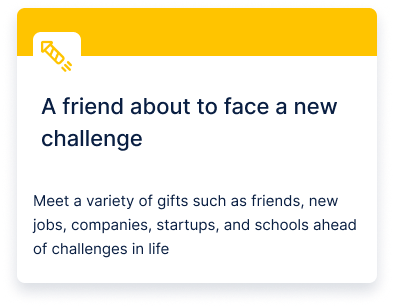 A friend about to face a new
challenge
Meet a variety of gifts such as friends, new
jobs, companies, startups, and schools ahead
of challenges in life